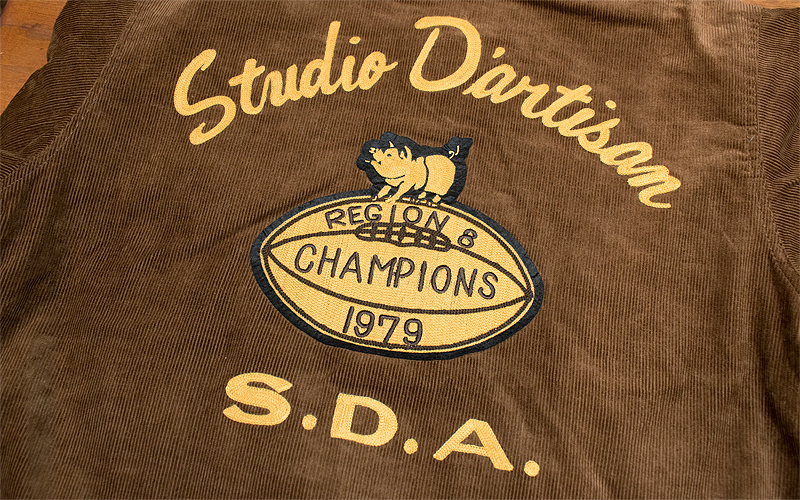 Studio D'artisan
REGION 8
CHAMPIONS
1979
S.D.A.